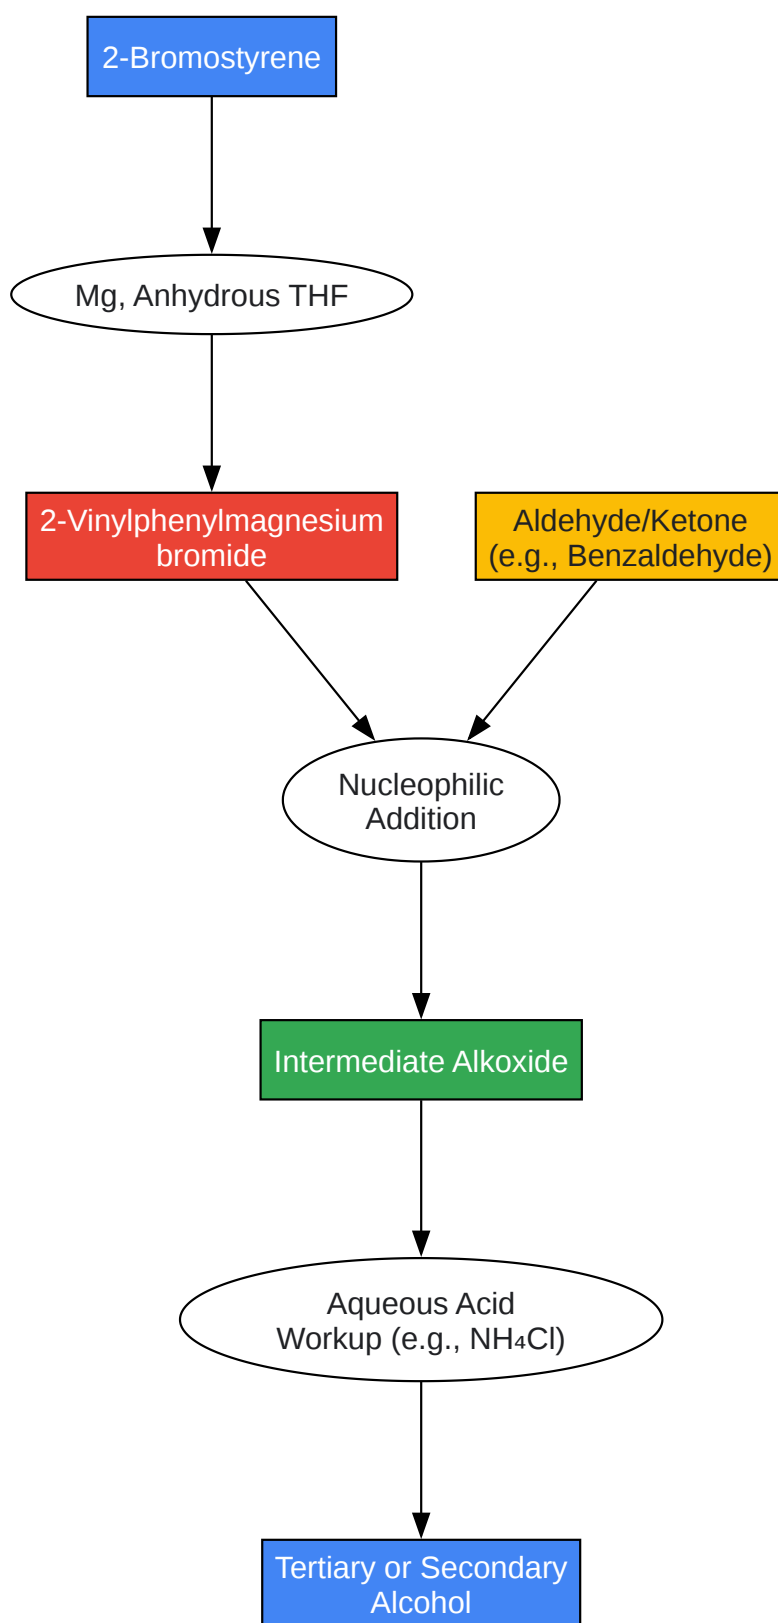 2-Bromostyrene
Mg, Anhydrous THF
2-Vinylphenylmagnesium
bromide
Aldehyde/Ketone
(e.g., Benzaldehyde)
Nucleophilic
Addition
Intermediate Alkoxide
Aqueous Acid
Workup (e.g., NH₄Cl)
Tertiary or Secondary
Alcohol